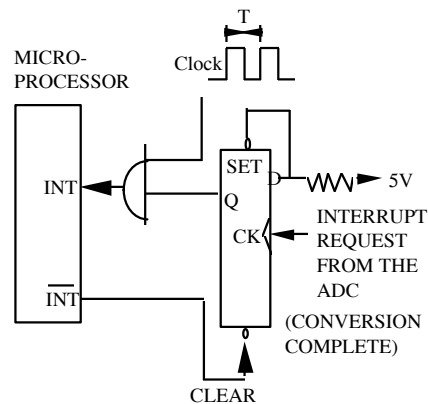 T
Clock
MICRO-
PROCESSOR
SET
D
5V
INT
Q
CK
INTERRUPT
REQUEST
FROM THE
ADC
INT
(CONVERSION
COMPLETE)
CLEAR